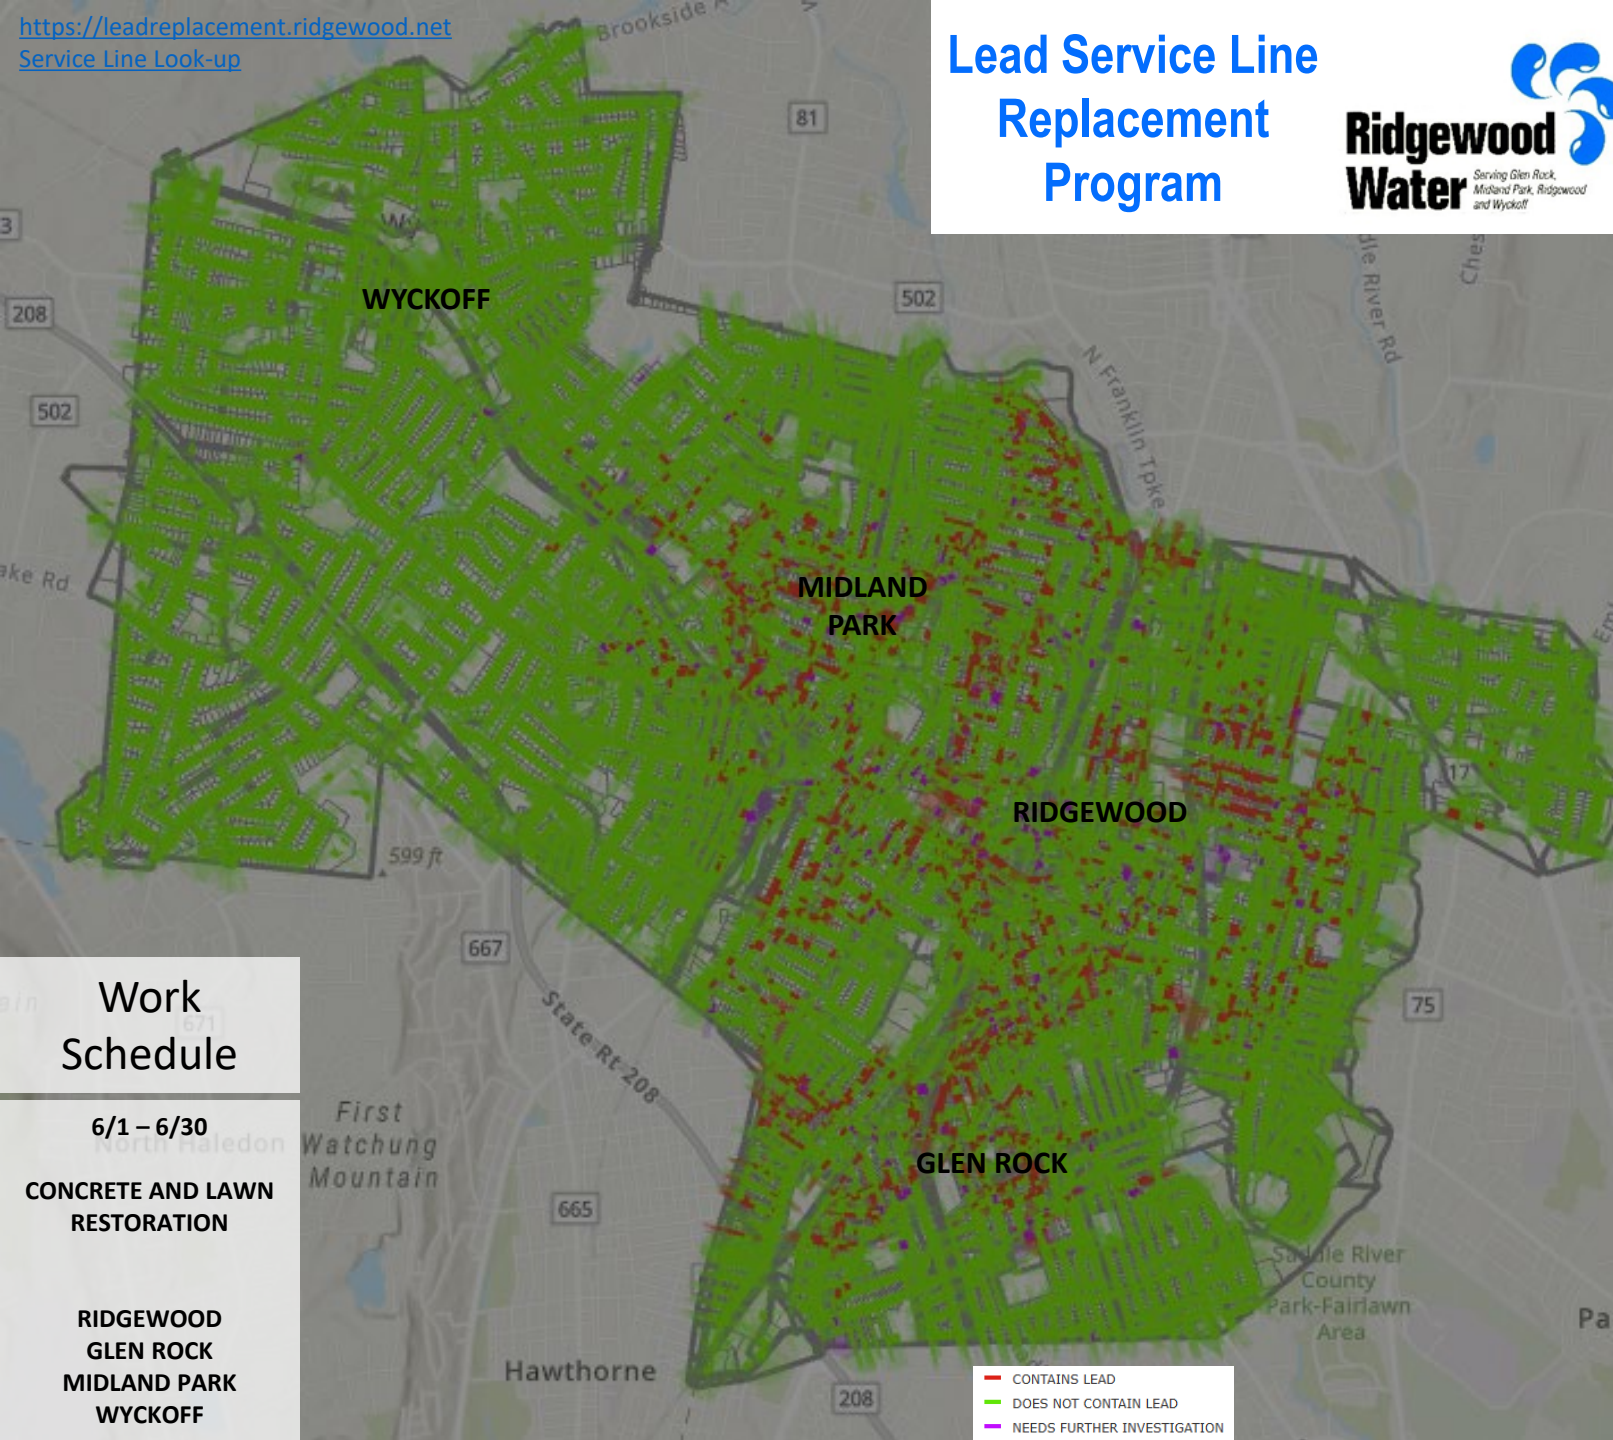 https://leadreplacement.ridgewood.net
Service Line Look-up
Lead Service Line
Replacement
Program
Ridgewood
Water
Serving Glen Rock,
Midland Park, Ridgewood
and Wyckoff
Brookside
81
3
208
502
502
WYCKOFF
N Franklin Tpke
MIDLAND
PARK
RIDGEWOOD
17
599 ft
667
State Rt 208
75
Work
Schedule
671
6/1 – 6/30
North Haledon
CONCRETE AND LAWN
RESTORATION
RIDGEWOOD
GLEN ROCK
MIDLAND PARK
WYCKOFF
First
Watchung
Mountain
665
GLEN ROCK
Saddle River
County
Park-Fairlawn
Area
Hawthorne
208
CONTAINS LEAD
DOES NOT CONTAIN LEAD
NEEDS FURTHER INVESTIGATION